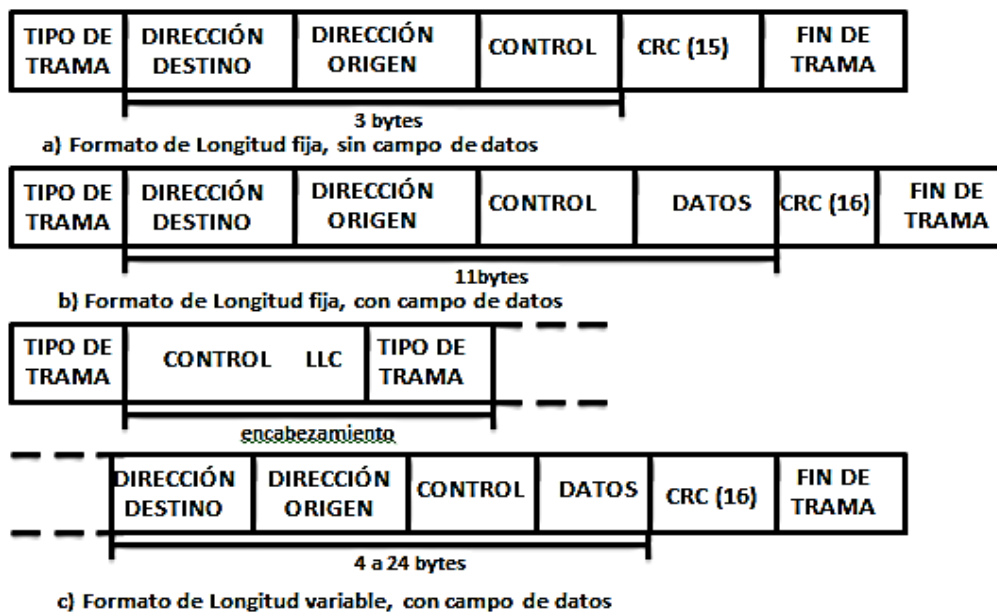 TIPO DE TRAMA DIRECCIÓN DESTINO DIRECCIÓN ORIGEN CONTROL CRC (15) FIN DE TRAMA
3 bytes
a) Formato de Longitud fija, sin campo de datos
TIPO DE TRAMA DIRECCIÓN DESTINO DIRECCIÓN ORIGEN CONTROL DATOS CRC (16) FIN DE TRAMA
11bytes
b) Formato de Longitud fija, con campo de datos
TIPO DE TRAMA CONTROL LLC TIPO DE TRAMA
encabezamiento
DIRECCIÓN DESTINO DIRECCIÓN ORIGEN CONTROL DATOS CRC (16) FIN DE TRAMA
4 a 24 bytes
c) Formato de Longitud variable, con campo de datos